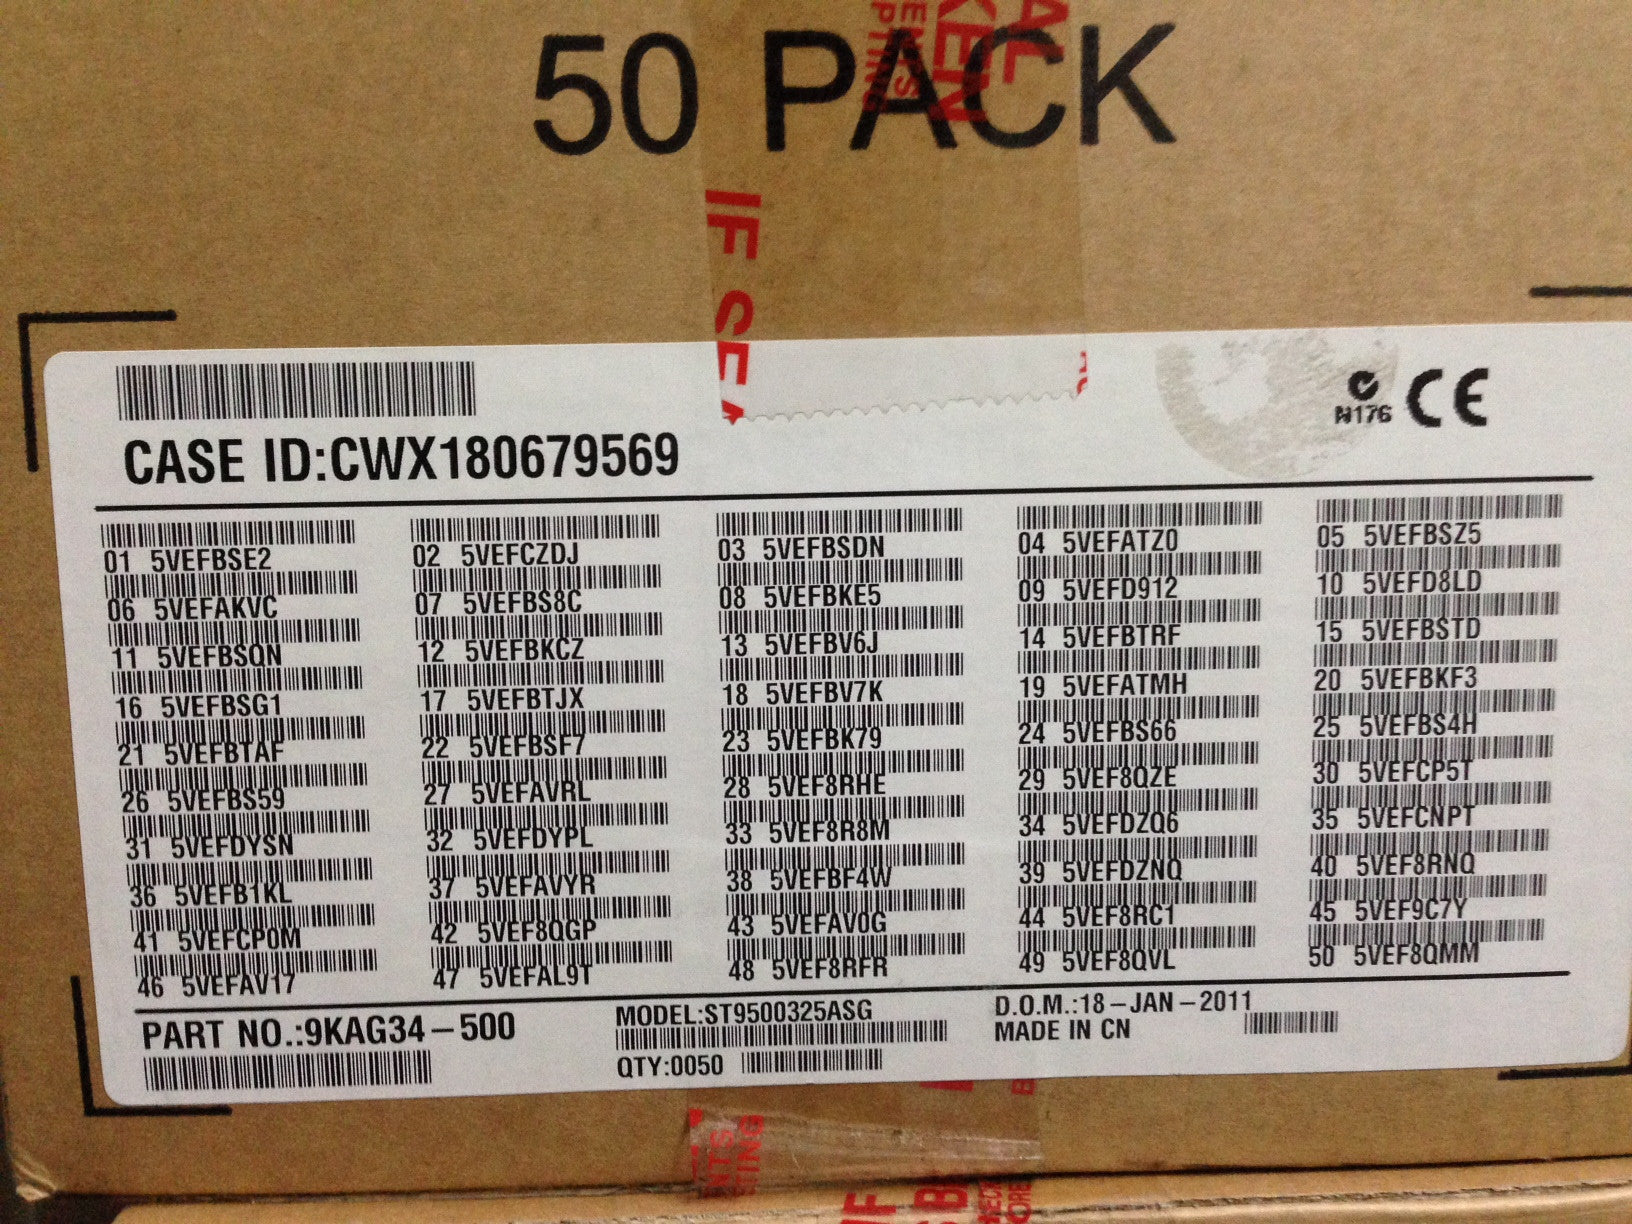 50 PACK
IF SEA
N176 CE
CASE ID:CWX180679569
01 5VEFBSE2 02 5VEFCZDJ 03 5VEFBSDN 04 5VEFATZ0 05 5VEFBSZ5
06 5VEFAKVC 07 5VEFBS8C 08 5VEFBKE5 09 5VEFD912 10 5VEFD8LD
11 5VEFBSQN 12 5VEFBKCZ 13 5VEFBV6J 14 5VEFBTRF 15 5VEFBSTD
16 5VEFBSG1 17 5VEFBTJX 18 5VEFBV7K 19 5VEFATMH 20 5VEFBKF3
21 5VEFBTAF 22 5VEFBSF7 23 5VEFBK79 24 5VEFBS66 25 5VEFBS4H
26 5VEFBS59 27 5VEFAVRL 28 5VEF8RHE 29 5VEF8QZE 30 5VEFCP5T
31 5VEFDYSN 32 5VEFDYPL 33 5VEF8R8M 34 5VEFDZQ6 35 5VEFCNPT
36 5VEFB1KL 37 5VEFAVYR 38 5VEFBF4W 39 5VEFDZNQ 40 5VEF8RNQ
41 5VEFCP0M 42 5VEF8QGP 43 5VEFAV0G 44 5VEF8RC1 45 5VEF9C7Y
46 5VEFAV17 47 5VEFAL9T 48 5VEF8RFR 49 5VEF8QVL 50 5VEF8QMM
PART NO.:9KAG34-500
MODEL:ST9500325ASG
QTY:0050
D.O.M.:18-JAN-2011
MADE IN CN
IF